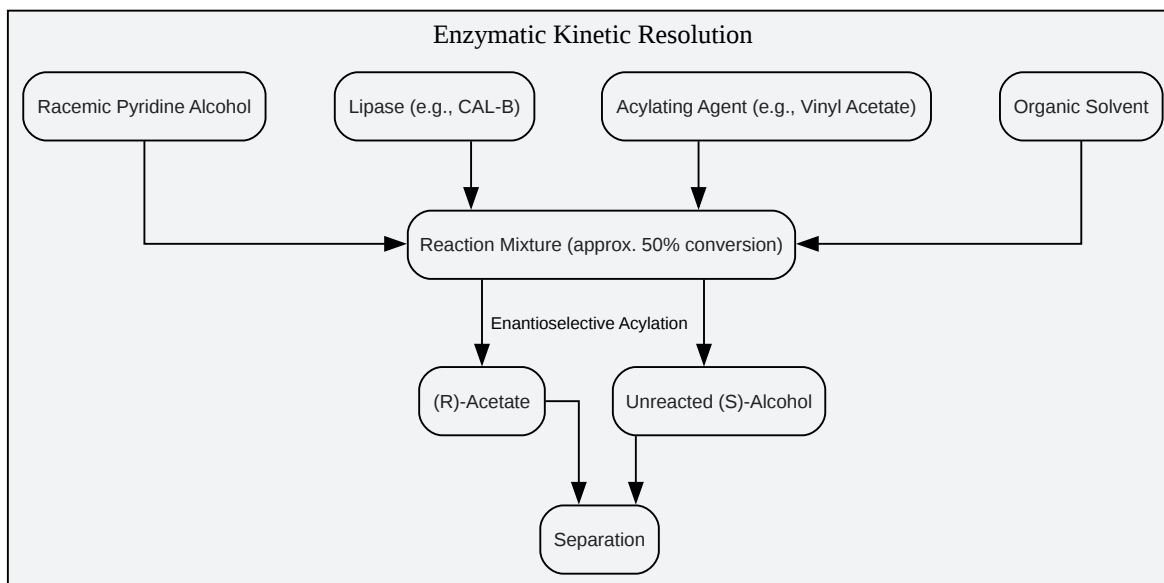 Enzymatic Kinetic Resolution
Racemic Pyridine Alcohol
Lipase (e.g., CAL-B)
Acylating Agent (e.g., Vinyl Acetate)
Organic Solvent
Reaction Mixture (approx. 50% conversion)
Enantioselective Acylation
(R)-Acetate
Unreacted (S)-Alcohol
Separation